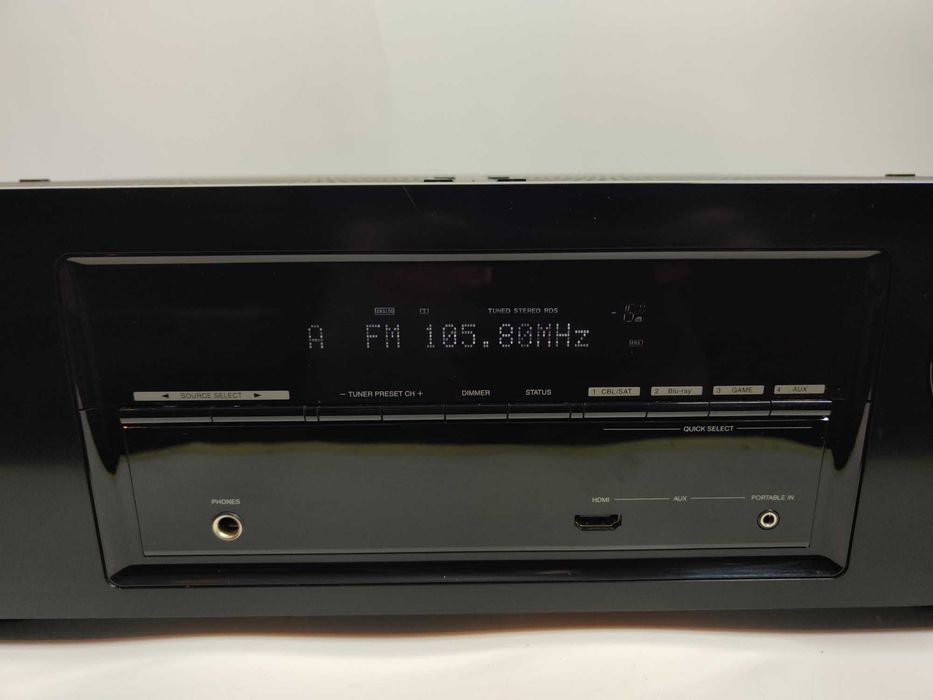 ANALOG TUNED STEREO RDS
A FM 105.80MHz
◄ SOURCE SELECT ►
− TUNER PRESET CH +
DIMMER
STATUS
1 CBL/SAT
2 Blu-ray
3 GAME
4 AUX
QUICK SELECT
PHONES
HDMI
AUX
PORTABLE IN